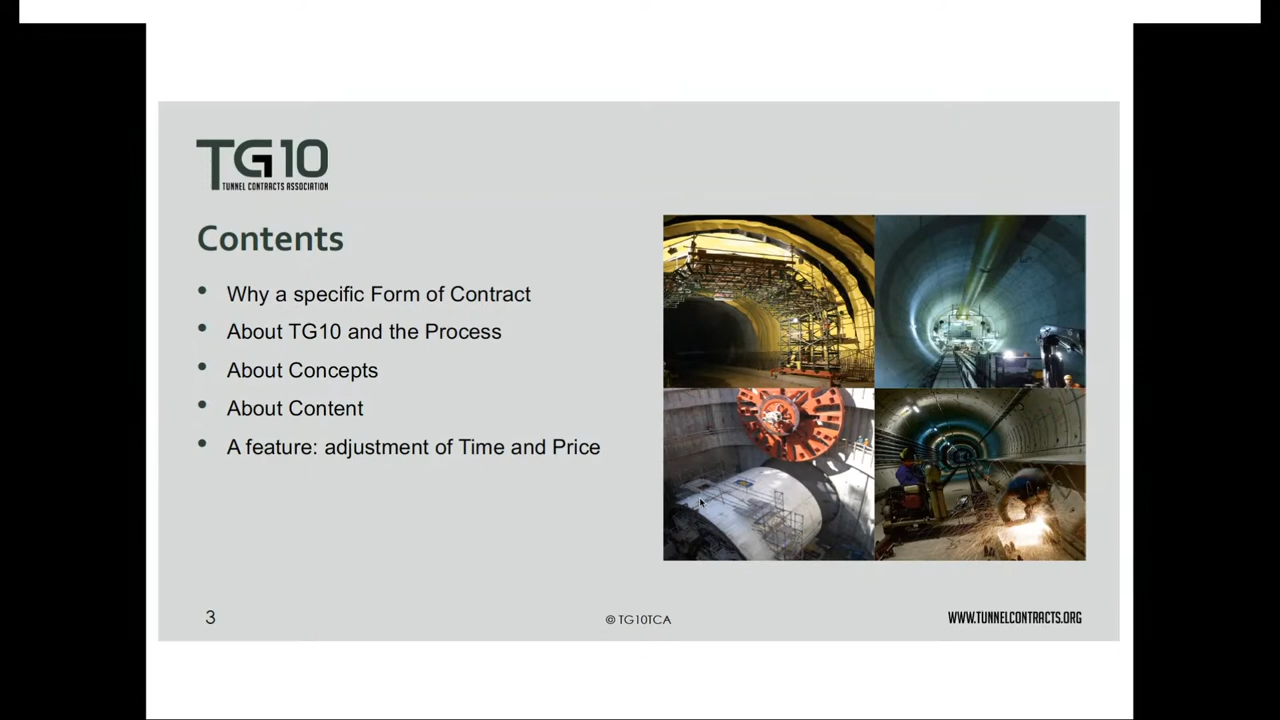 TG10
TUNNEL CONTRACTS ASSOCIATION
Contents
• Why a specific Form of Contract
• About TG10 and the Process
• About Concepts
• About Content
• A feature: adjustment of Time and Price
3
© TG10TCA
WWW.TUNNELCONTRACTS.ORG